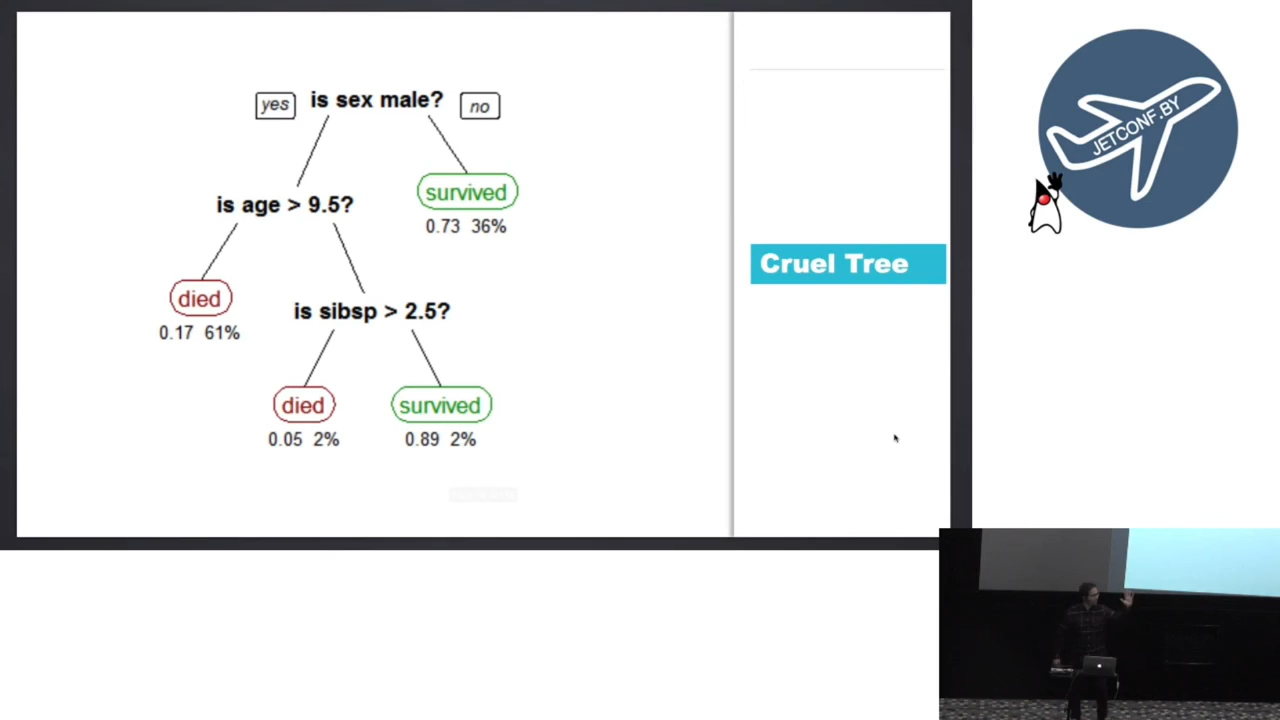 yes is sex male? no
is age > 9.5?
survived
0.73 36%
died
0.17 61%
is sibsp > 2.5?
died
0.05 2%
survived
0.89 2%
Cruel Tree
JETCONF.BY